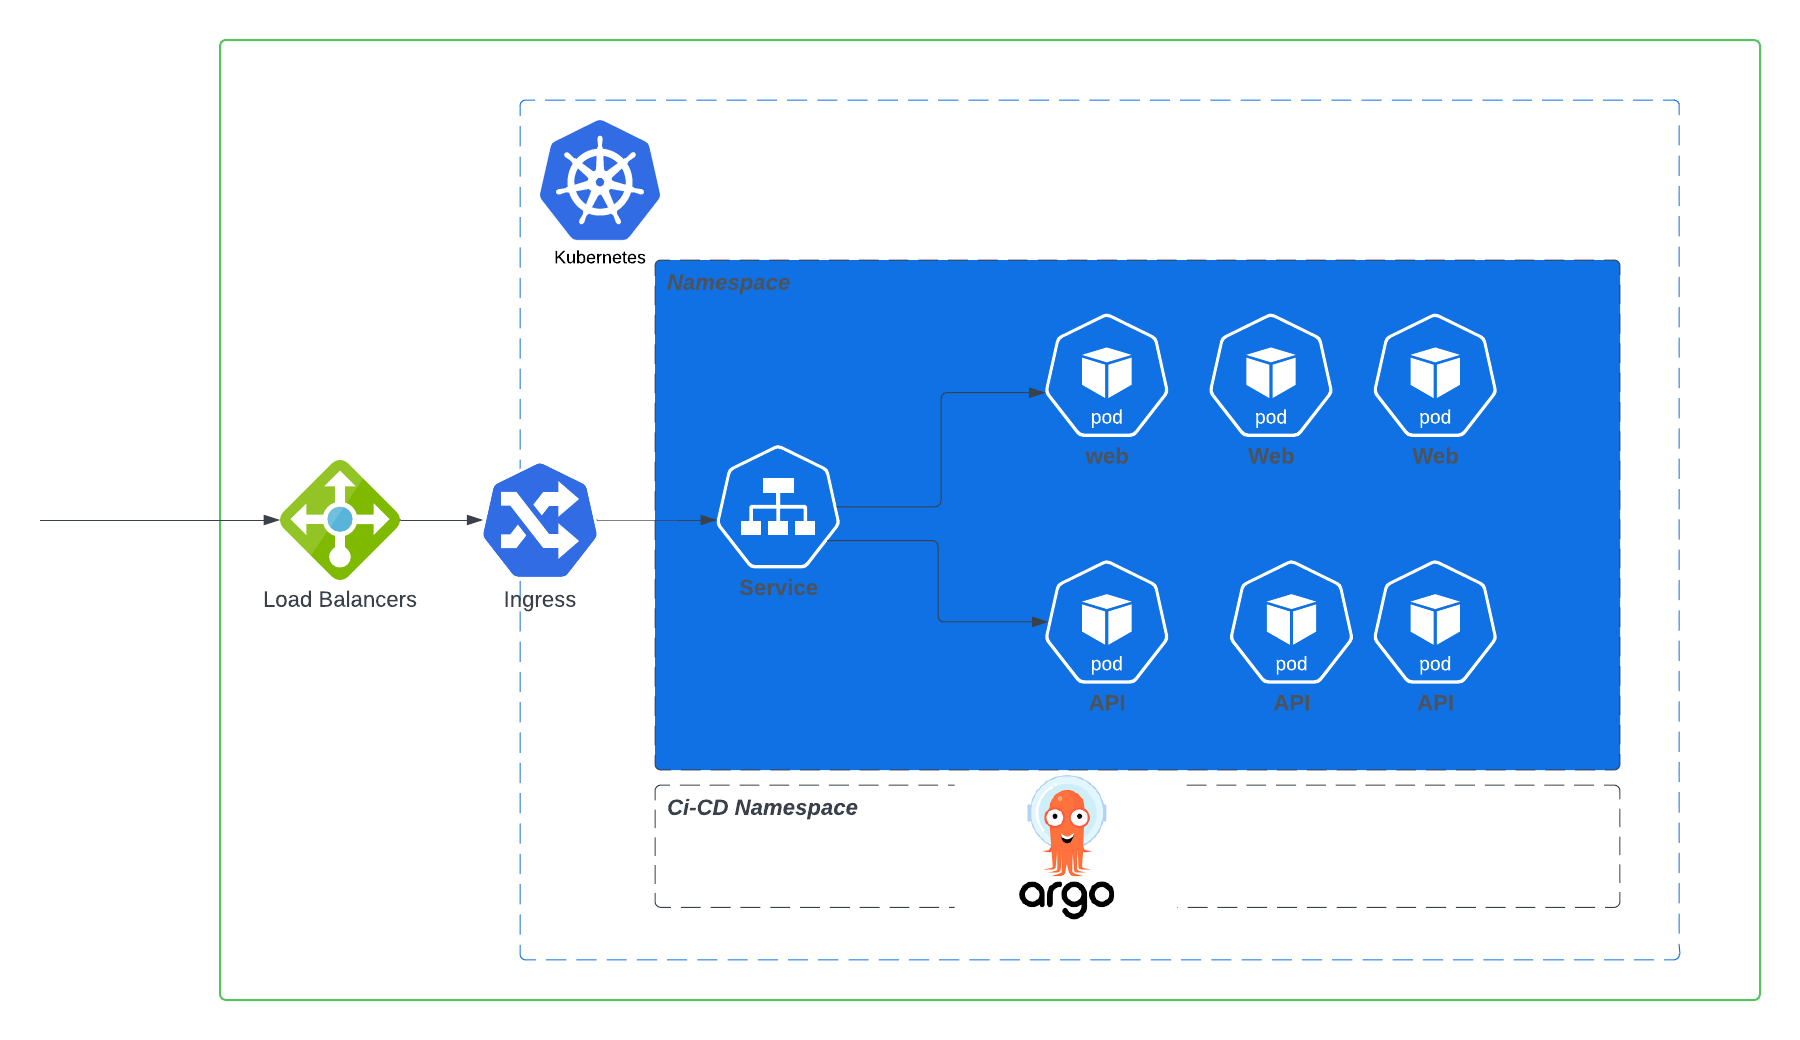 Kubernetes
Namespace
pod
pod
pod
web
Web
Web
Load Balancers
Ingress
Service
pod
pod
pod
API
API
API
Ci-CD Namespace
argo